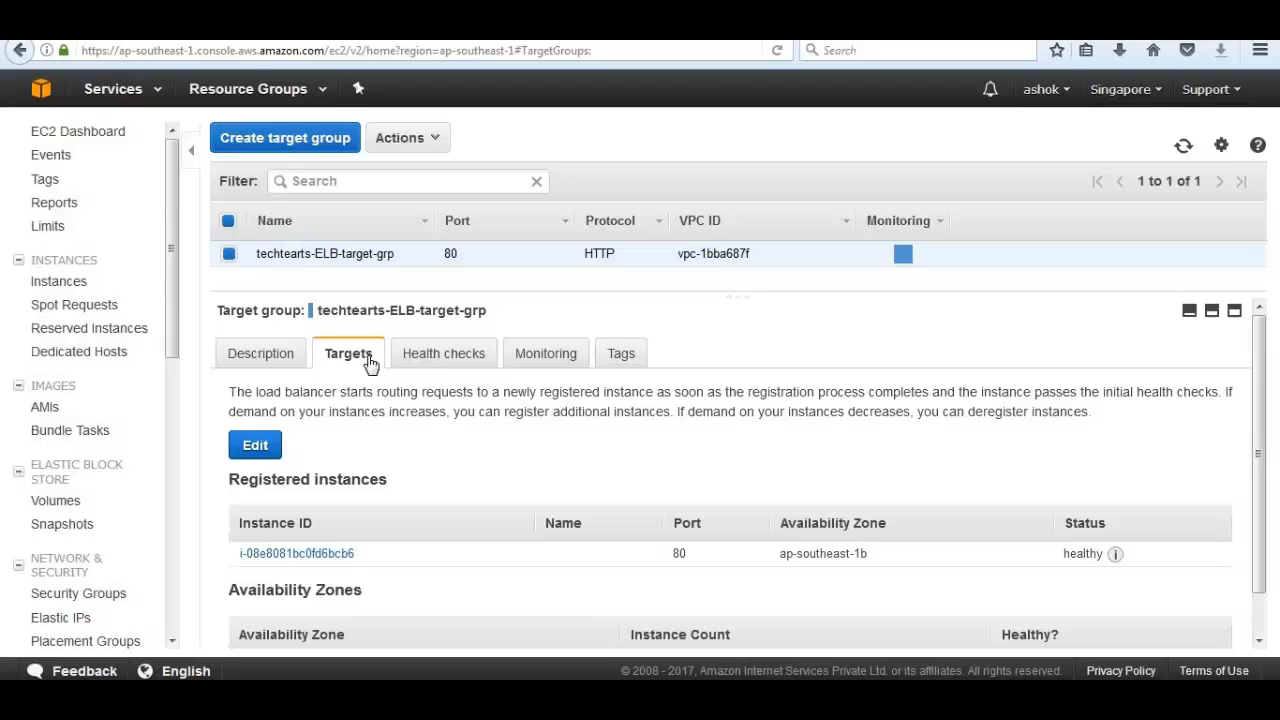 https://ap-southeast-1.console.aws.amazon.com/ec2/v2/home?region=ap-southeast-1#TargetGroups:
Search
Services
Resource Groups
ashok
Singapore
Support
EC2 Dashboard
Events
Tags
Reports
Limits
INSTANCES
Instances
Spot Requests
Reserved Instances
Dedicated Hosts
IMAGES
AMIs
Bundle Tasks
ELASTIC BLOCK
STORE
Volumes
Snapshots
NETWORK &
SECURITY
Security Groups
Elastic IPs
Placement Groups
Create target group
Actions
Filter:
Search
1 to 1 of 1
Name Port Protocol VPC ID Monitoring
techtearts-ELB-target-grp 80 HTTP vpc-1bba687f
Target group: techtearts-ELB-target-grp
Description Targets Health checks Monitoring Tags
The load balancer starts routing requests to a newly registered instance as soon as the registration process completes and the instance passes the initial health checks. If
demand on your instances increases, you can register additional instances. If demand on your instances decreases, you can deregister instances.
Edit
Registered instances
Instance ID Name Port Availability Zone Status
i-08e8081bc0fd6bcb6 80 ap-southeast-1b healthy
Availability Zones
Availability Zone Instance Count Healthy?
Feedback
English
© 2008 - 2017, Amazon Internet Services Private Ltd. or its affiliates. All rights reserved.
Privacy Policy
Terms of Use